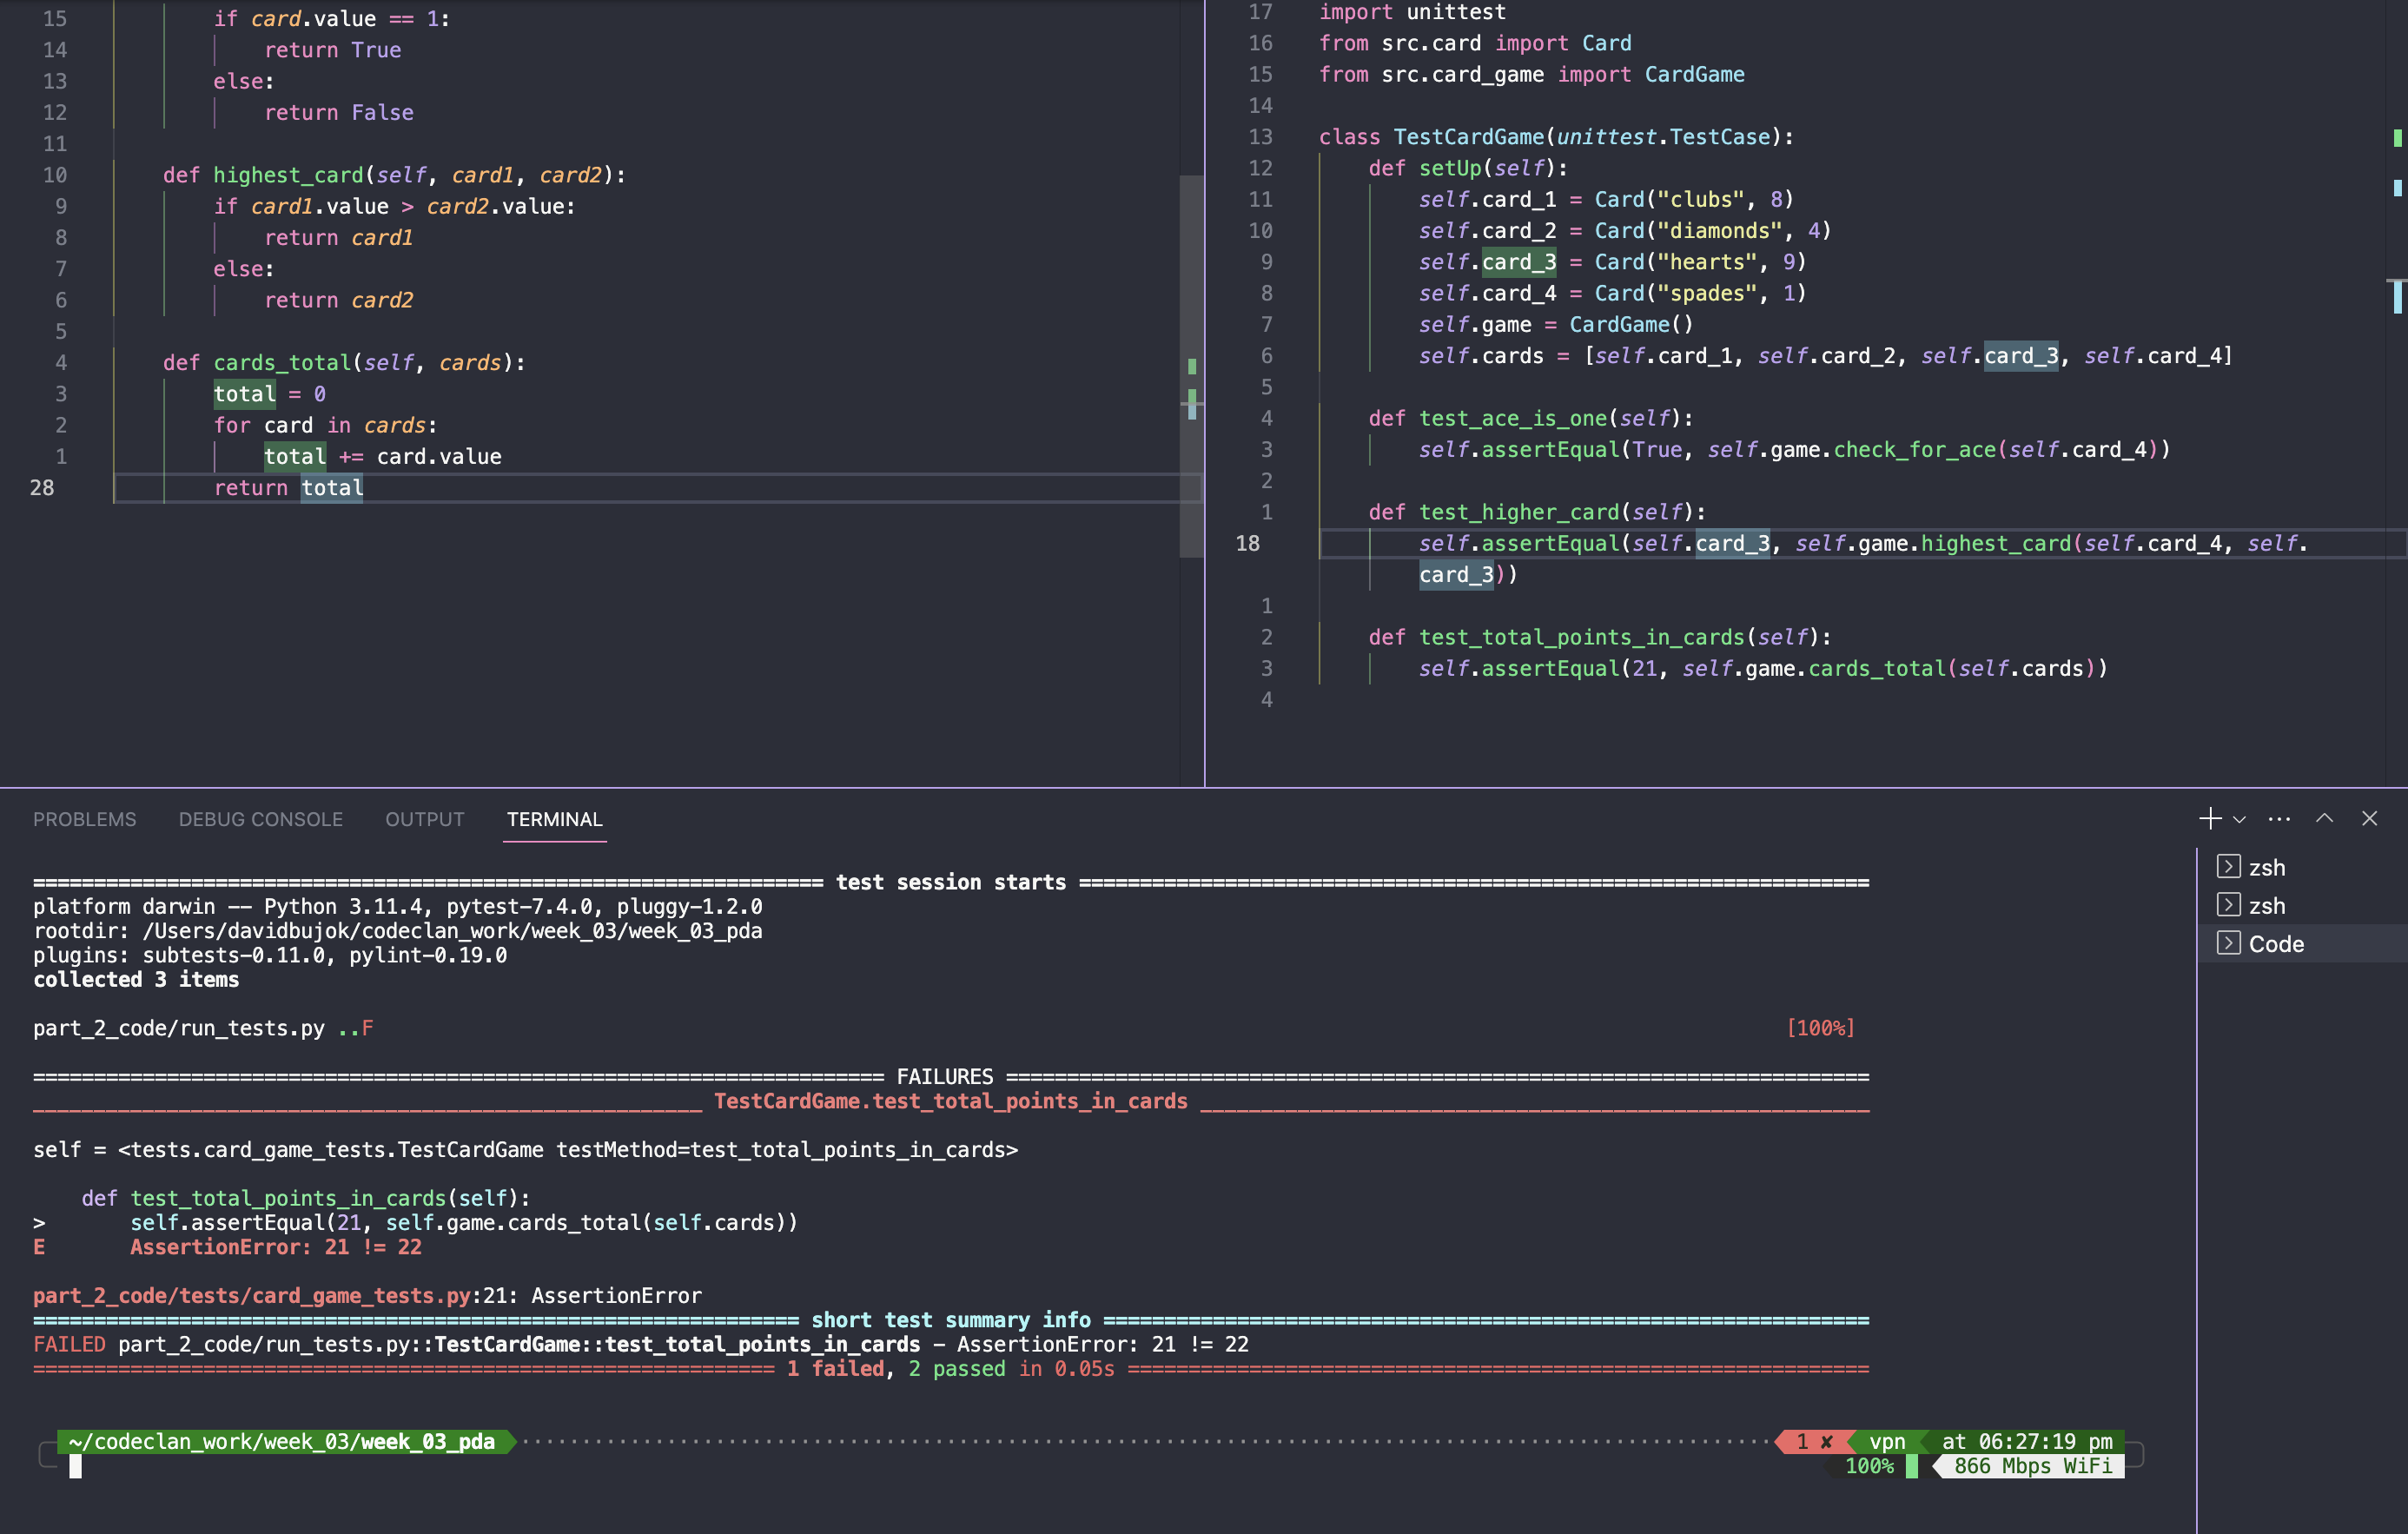 15 if card.value == 1:
14 return True
13 else:
12 return False
11
10 def highest_card(self, card1, card2):
9 if card1.value > card2.value:
8 return card1
7 else:
6 return card2
5
4 def cards_total(self, cards):
3 total = 0
2 for card in cards:
1 total += card.value
28 return total
17 import unittest
16 from src.card import Card
15 from src.card_game import CardGame
14
13 class TestCardGame(unittest.TestCase):
12 def setUp(self):
11 self.card_1 = Card("clubs", 8)
10 self.card_2 = Card("diamonds", 4)
9 self.card_3 = Card("hearts", 9)
8 self.card_4 = Card("spades", 1)
7 self.game = CardGame()
6 self.cards = [self.card_1, self.card_2, self.card_3, self.card_4]
5
4 def test_ace_is_one(self):
3 self.assertEqual(True, self.game.check_for_ace(self.card_4))
2
1 def test_higher_card(self):
18 self.assertEqual(self.card_3, self.game.highest_card(self.card_4, self.
card_3))
1
2 def test_total_points_in_cards(self):
3 self.assertEqual(21, self.game.cards_total(self.cards))
4
PROBLEMS DEBUG CONSOLE OUTPUT TERMINAL
================================================================= test session starts =================================================================
platform darwin -- Python 3.11.4, pytest-7.4.0, pluggy-1.2.0
rootdir: /Users/davidbujok/codeclan_work/week_03/week_03_pda
plugins: subtests-0.11.0, pylint-0.19.0
collected 3 items
part_2_code/run_tests.py ..F [100%]
====================================================================== FAILURES =======================================================================
_______________________________________________________ TestCardGame.test_total_points_in_cards _______________________________________________________
self = <tests.card_game_tests.TestCardGame testMethod=test_total_points_in_cards>
def test_total_points_in_cards(self):
> self.assertEqual(21, self.game.cards_total(self.cards))
E AssertionError: 21 != 22
part_2_code/tests/card_game_tests.py:21: AssertionError
=============================================================== short test summary info ===============================================================
FAILED part_2_code/run_tests.py::TestCardGame::test_total_points_in_cards - AssertionError: 21 != 22
============================================================= 1 failed, 2 passed in 0.05s =============================================================
~/codeclan_work/week_03/week_03_pda 1 ✘ vpn at 06:27:19 pm
100% 866 Mbps WiFi
zsh
zsh
Code